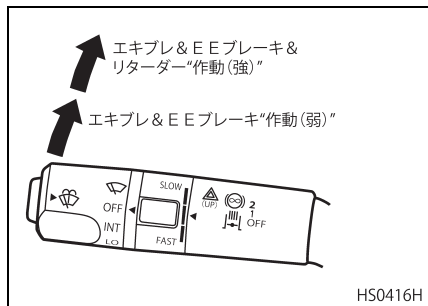 エキブレ＆ＥＥブレーキ＆
リターダー“作動（強）”
エキブレ＆ＥＥブレーキ“作動（弱）”
OFF
INT
LO
SLOW
FAST
(UP)
2
1
OFF
HS0416H